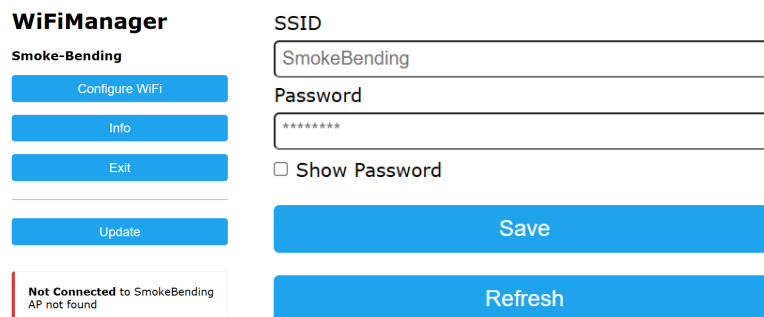 WiFiManager
Smoke-Bending
Configure WiFi
Info
Exit
Update
Not Connected to SmokeBending
AP not found
SSID
SmokeBending
Password
********
Show Password
Save
Refresh